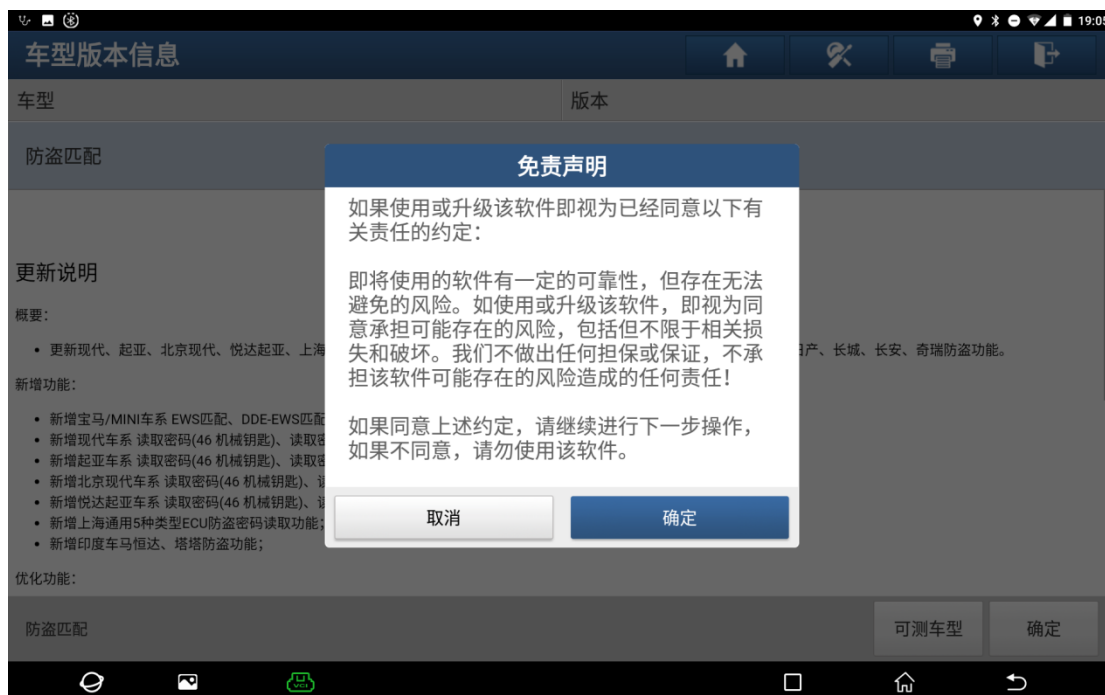 19:05
车型版本信息
车型
版本
防盗匹配
免责声明
如果使用或升级该软件即视为已经同意以下有
关责任的约定：
即将使用的软件有一定的可靠性，但存在无法
避免的风险。如使用或升级该软件，即视为同
意承担可能存在的风险，包括但不限于相关损
失和破坏。我们不做出任何担保或保证，不承
担该软件可能存在的风险造成的任何责任！
如果同意上述约定，请继续进行下一步操作，
如果不同意，请勿使用该软件。
取消
确定
更新说明
概要：
• 更新现代、起亚、北京现代、悦达起亚、上海
日产、长城、长安、奇瑞防盗功能。
新增功能：
• 新增宝马/MINI车系 EWS匹配、DDE-EWS匹配
• 新增现代车系 读取密码(46 机械钥匙)、读取密
• 新增起亚车系 读取密码(46 机械钥匙)、读取密
• 新增北京现代车系 读取密码(46 机械钥匙)、读
• 新增悦达起亚车系 读取密码(46 机械钥匙)、读
• 新增上海通用5种类型ECU防盗密码读取功能；
• 新增印度车马恒达、塔塔防盗功能；
优化功能：
防盗匹配
可测车型
确定
VCI